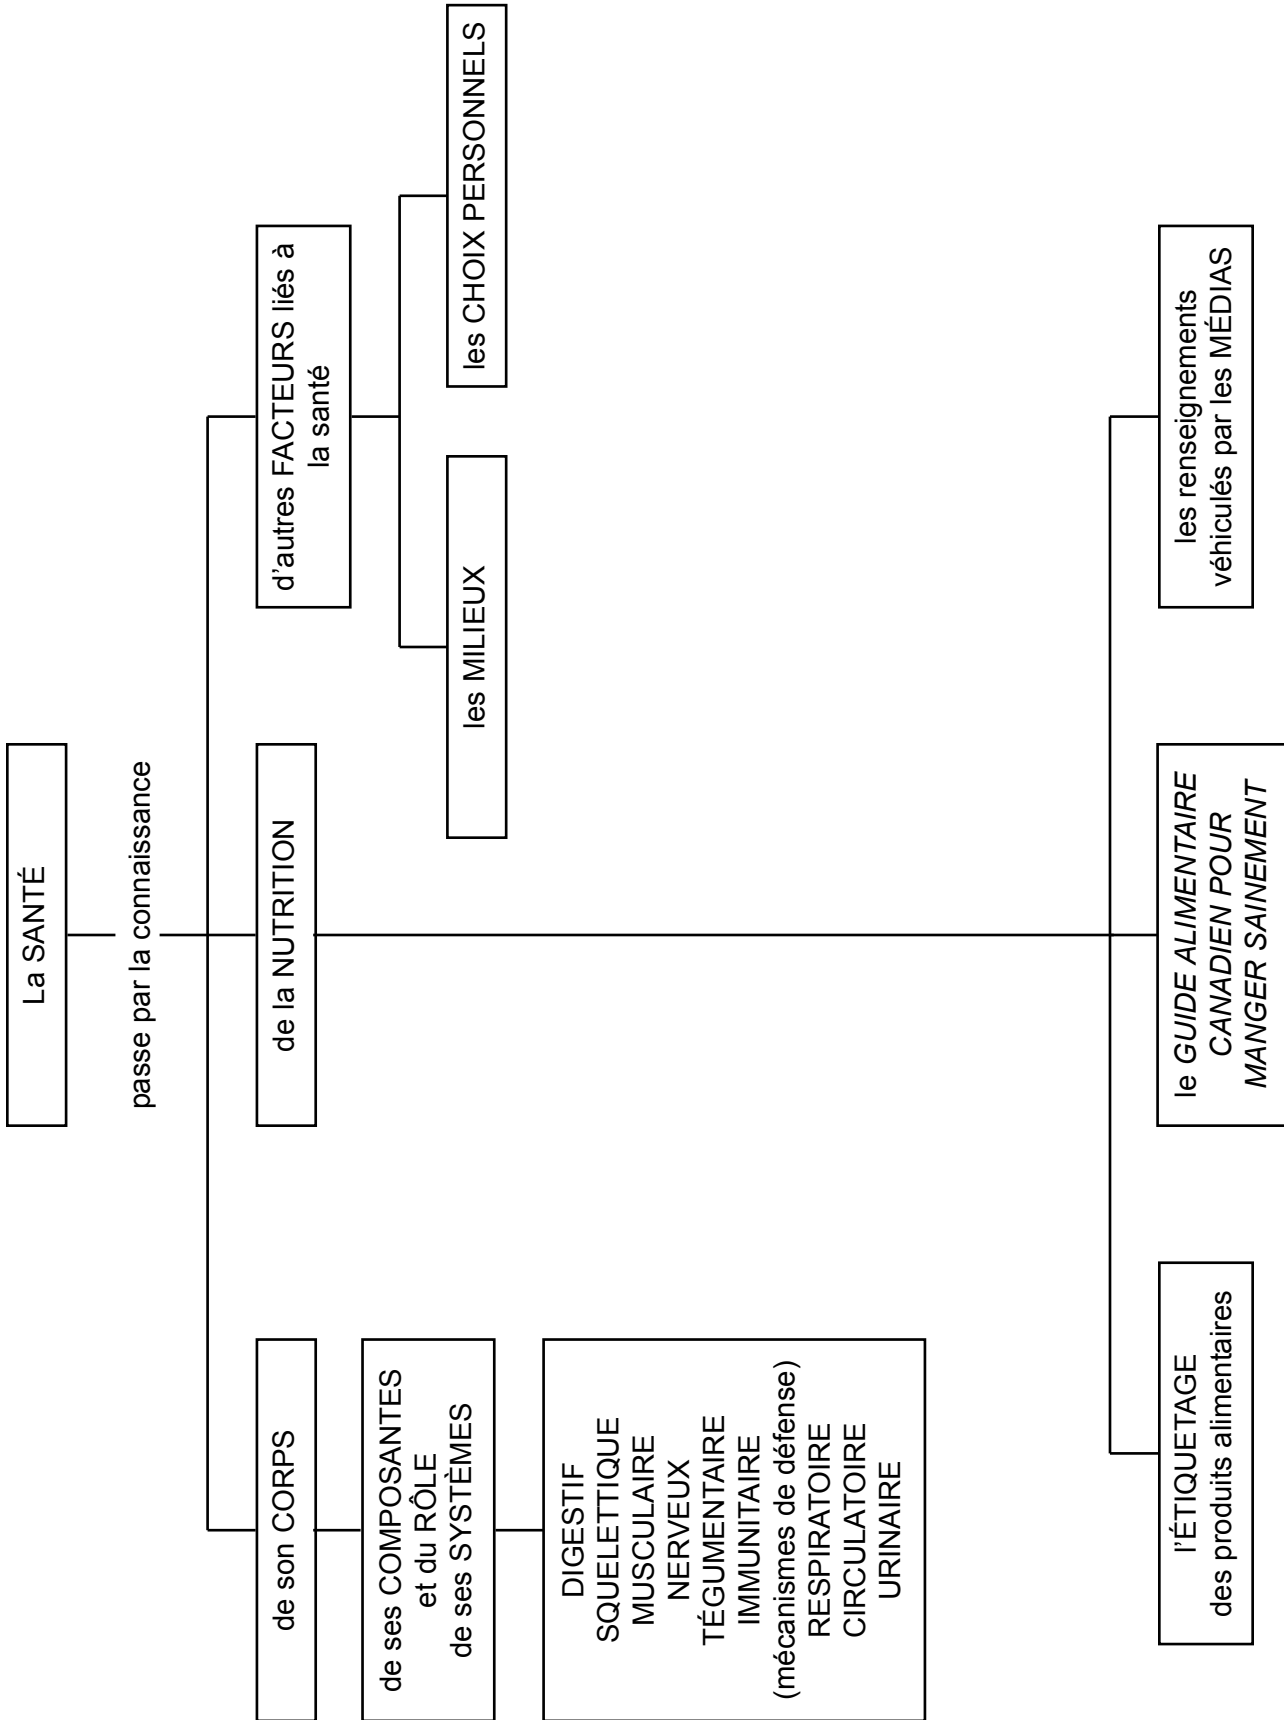 La SANTÉ
passe par la connaissance
de son CORPS
de la NUTRITION
d'autres FACTEURS liés à
la santé
de ses COMPOSANTES
et du RÔLE
de ses SYSTÈMES
les MILIEUX
les CHOIX PERSONNELS
DIGESTIF
SQUELETTIQUE
MUSCULAIRE
NERVEUX
TÉGUMENTAIRE
IMMUNITAIRE
(mécanismes de défense)
RESPIRATOIRE
CIRCULATOIRE
URINAIRE
l'ÉTIQUETAGE
des produits alimentaires
le GUIDE ALIMENTAIRE
CANADIEN POUR
MANGER SAINEMENT
les renseignements
véhiculés par les MÉDIAS